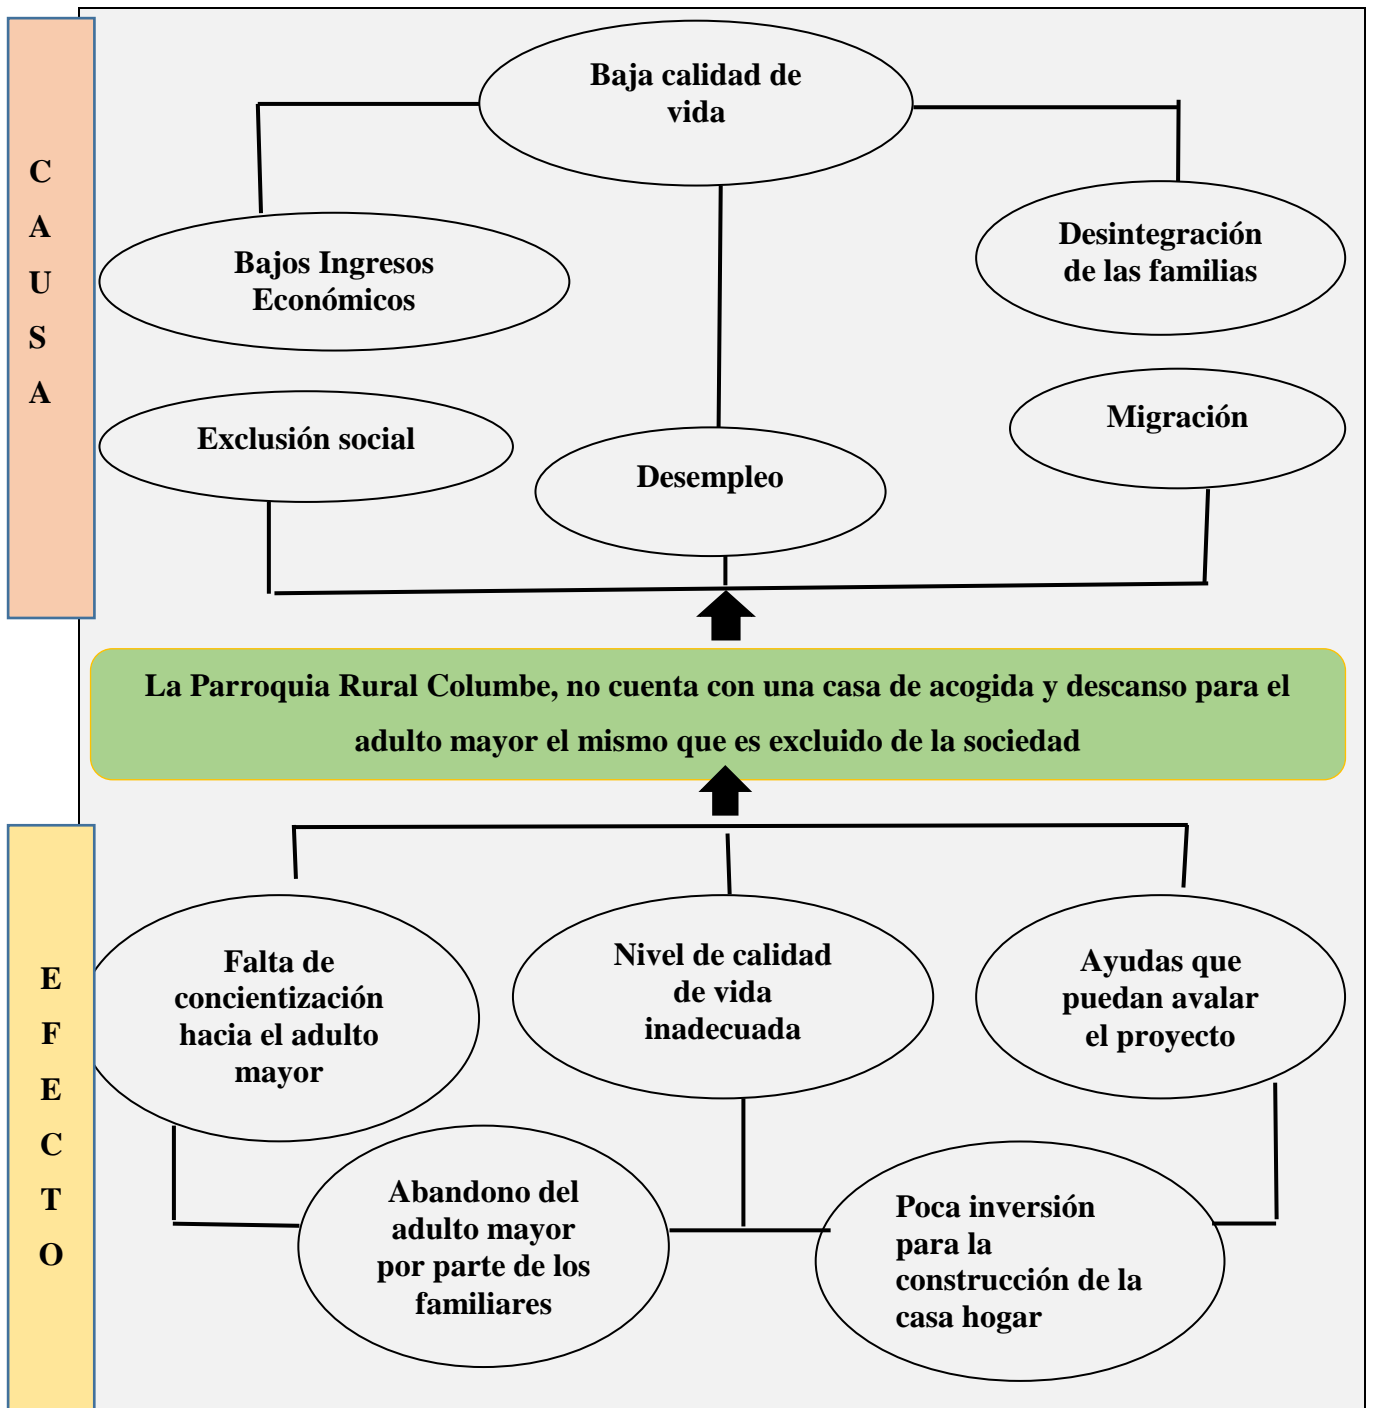 C
A
U
S
A
Baja calidad de
vida
Bajos Ingresos
Económicos
Desintegración
de las familias
Exclusión social
Desempleo
Migración
La Parroquia Rural Columbe, no cuenta con una casa de acogida y descanso para el
adulto mayor el mismo que es excluido de la sociedad
E
F
E
C
T
O
Falta de
concientización
hacia el adulto
mayor
Nivel de calidad
de vida
inadecuada
Ayudas que
puedan avalar
el proyecto
Abandono del
adulto mayor
por parte de los
familiares
Poca inversión
para la
construcción de la
casa hogar